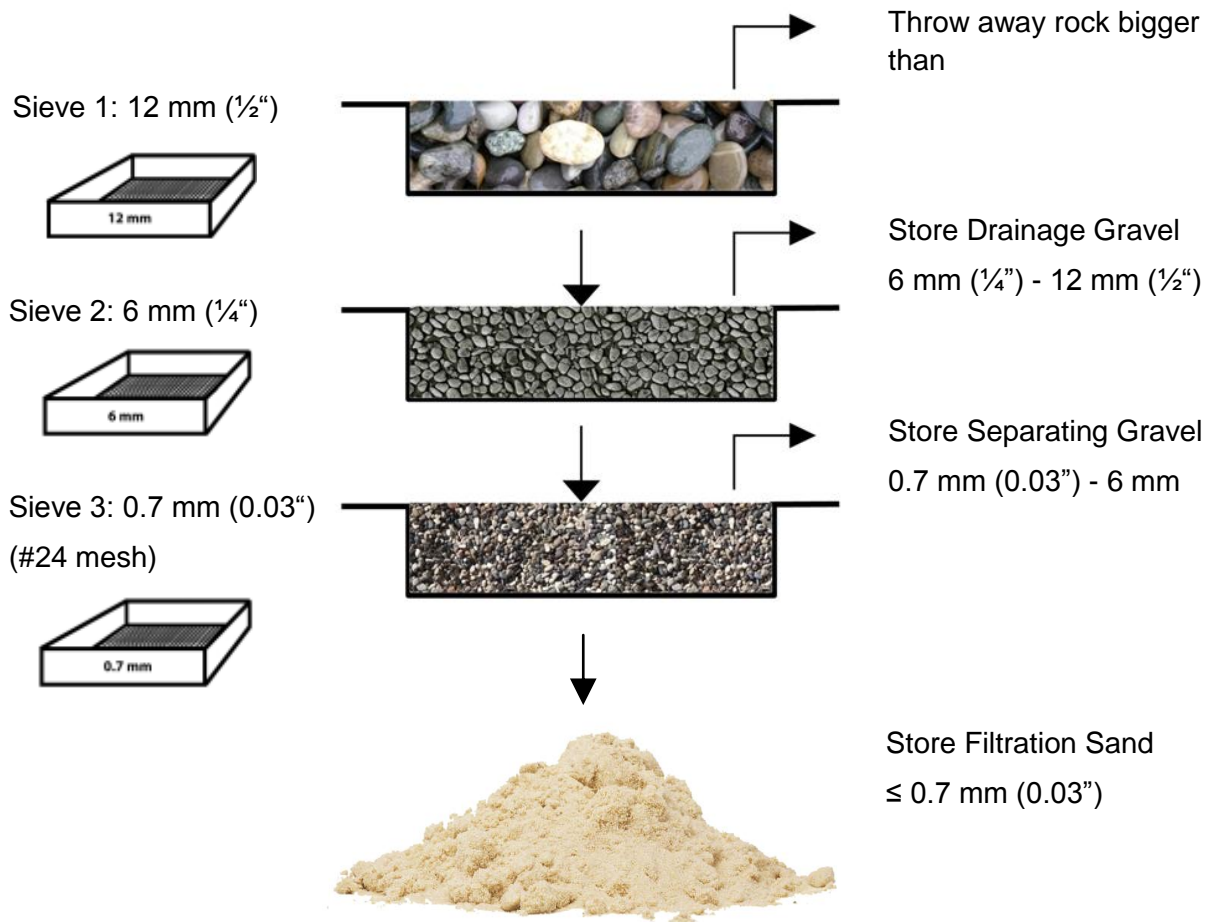 Throw away rock bigger
than
Sieve 1: 12 mm (½“)
12 mm
Store Drainage Gravel
6 mm (¼”) - 12 mm (½“)
Sieve 2: 6 mm (¼“)
6 mm
Store Separating Gravel
0.7 mm (0.03”) - 6 mm
Sieve 3: 0.7 mm (0.03“)
(#24 mesh)
0.7 mm
Store Filtration Sand
≤ 0.7 mm (0.03”)